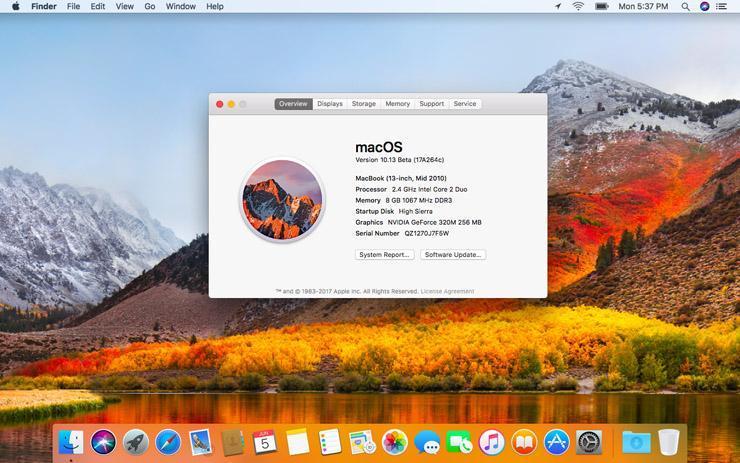 Finder File Edit View Go Window Help Mon 5:37 PM
Overview Displays Storage Memory Support Service
macOS
Version 10.13 Beta (17A264c)
MacBook (13-inch, Mid 2010)
Processor 2.4 GHz Intel Core 2 Duo
Memory 8 GB 1067 MHz DDR3
Startup Disk High Sierra
Graphics NVIDIA GeForce 320M 256 MB
Serial Number QZ1270J7F5W
System Report... Software Update...
™ and © 1983-2017 Apple Inc. All Rights Reserved. License Agreement
JUN
5